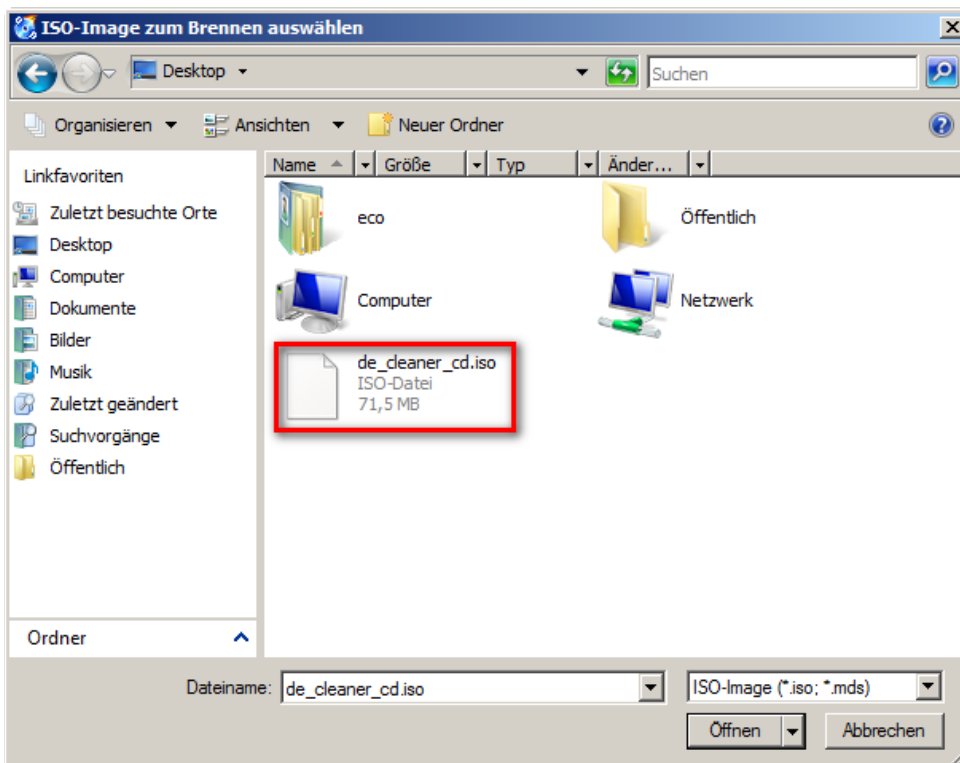 ISO-Image zum Brennen auswählen
Desktop
Suchen
Organisieren Ansichten Neuer Ordner
Linkfavoriten
Zuletzt besuchte Orte
Desktop
Computer
Dokumente
Bilder
Musik
Zuletzt geändert
Suchvorgänge
Öffentlich
Ordner
Name Größe Typ Änder...
eco
Öffentlich
Computer
Netzwerk
de_cleaner_cd.iso
ISO-Datei
71,5 MB
Dateiname: de_cleaner_cd.iso
ISO-Image (*.iso; *.mds)
Öffnen Abbrechen